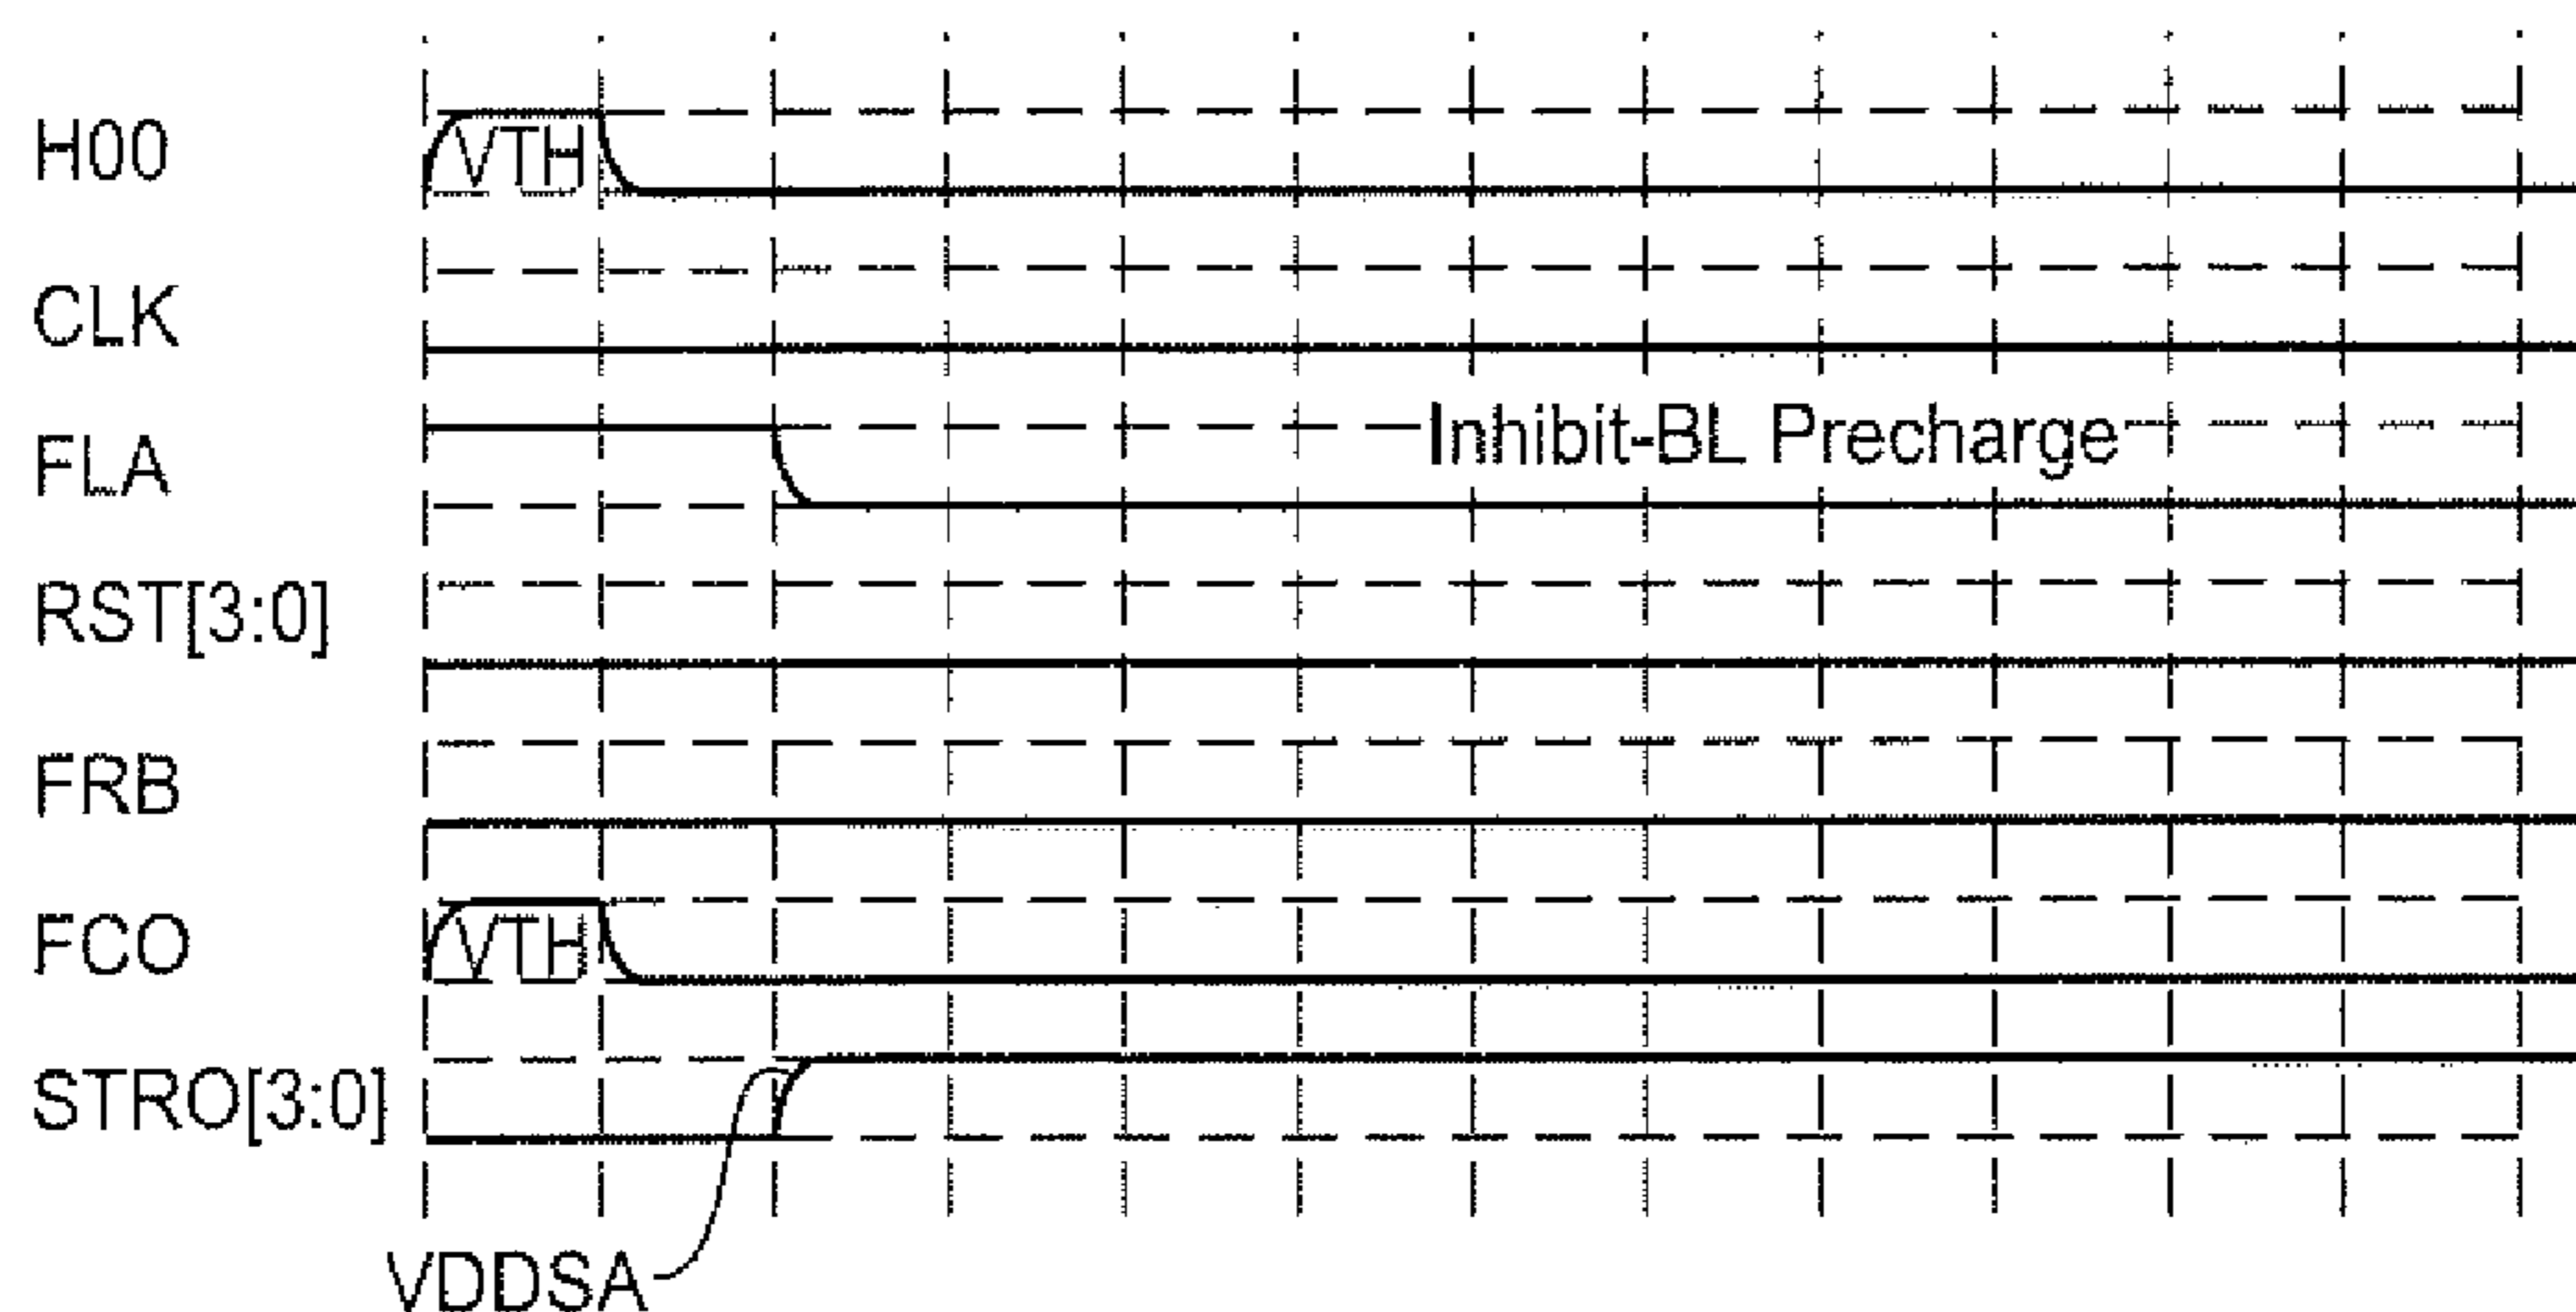 H00 VTH
CLK
FLA Inhibit-BL Precharge
RST[3:0]
FRB
FCO VTH
STRO[3:0]
VDDSA